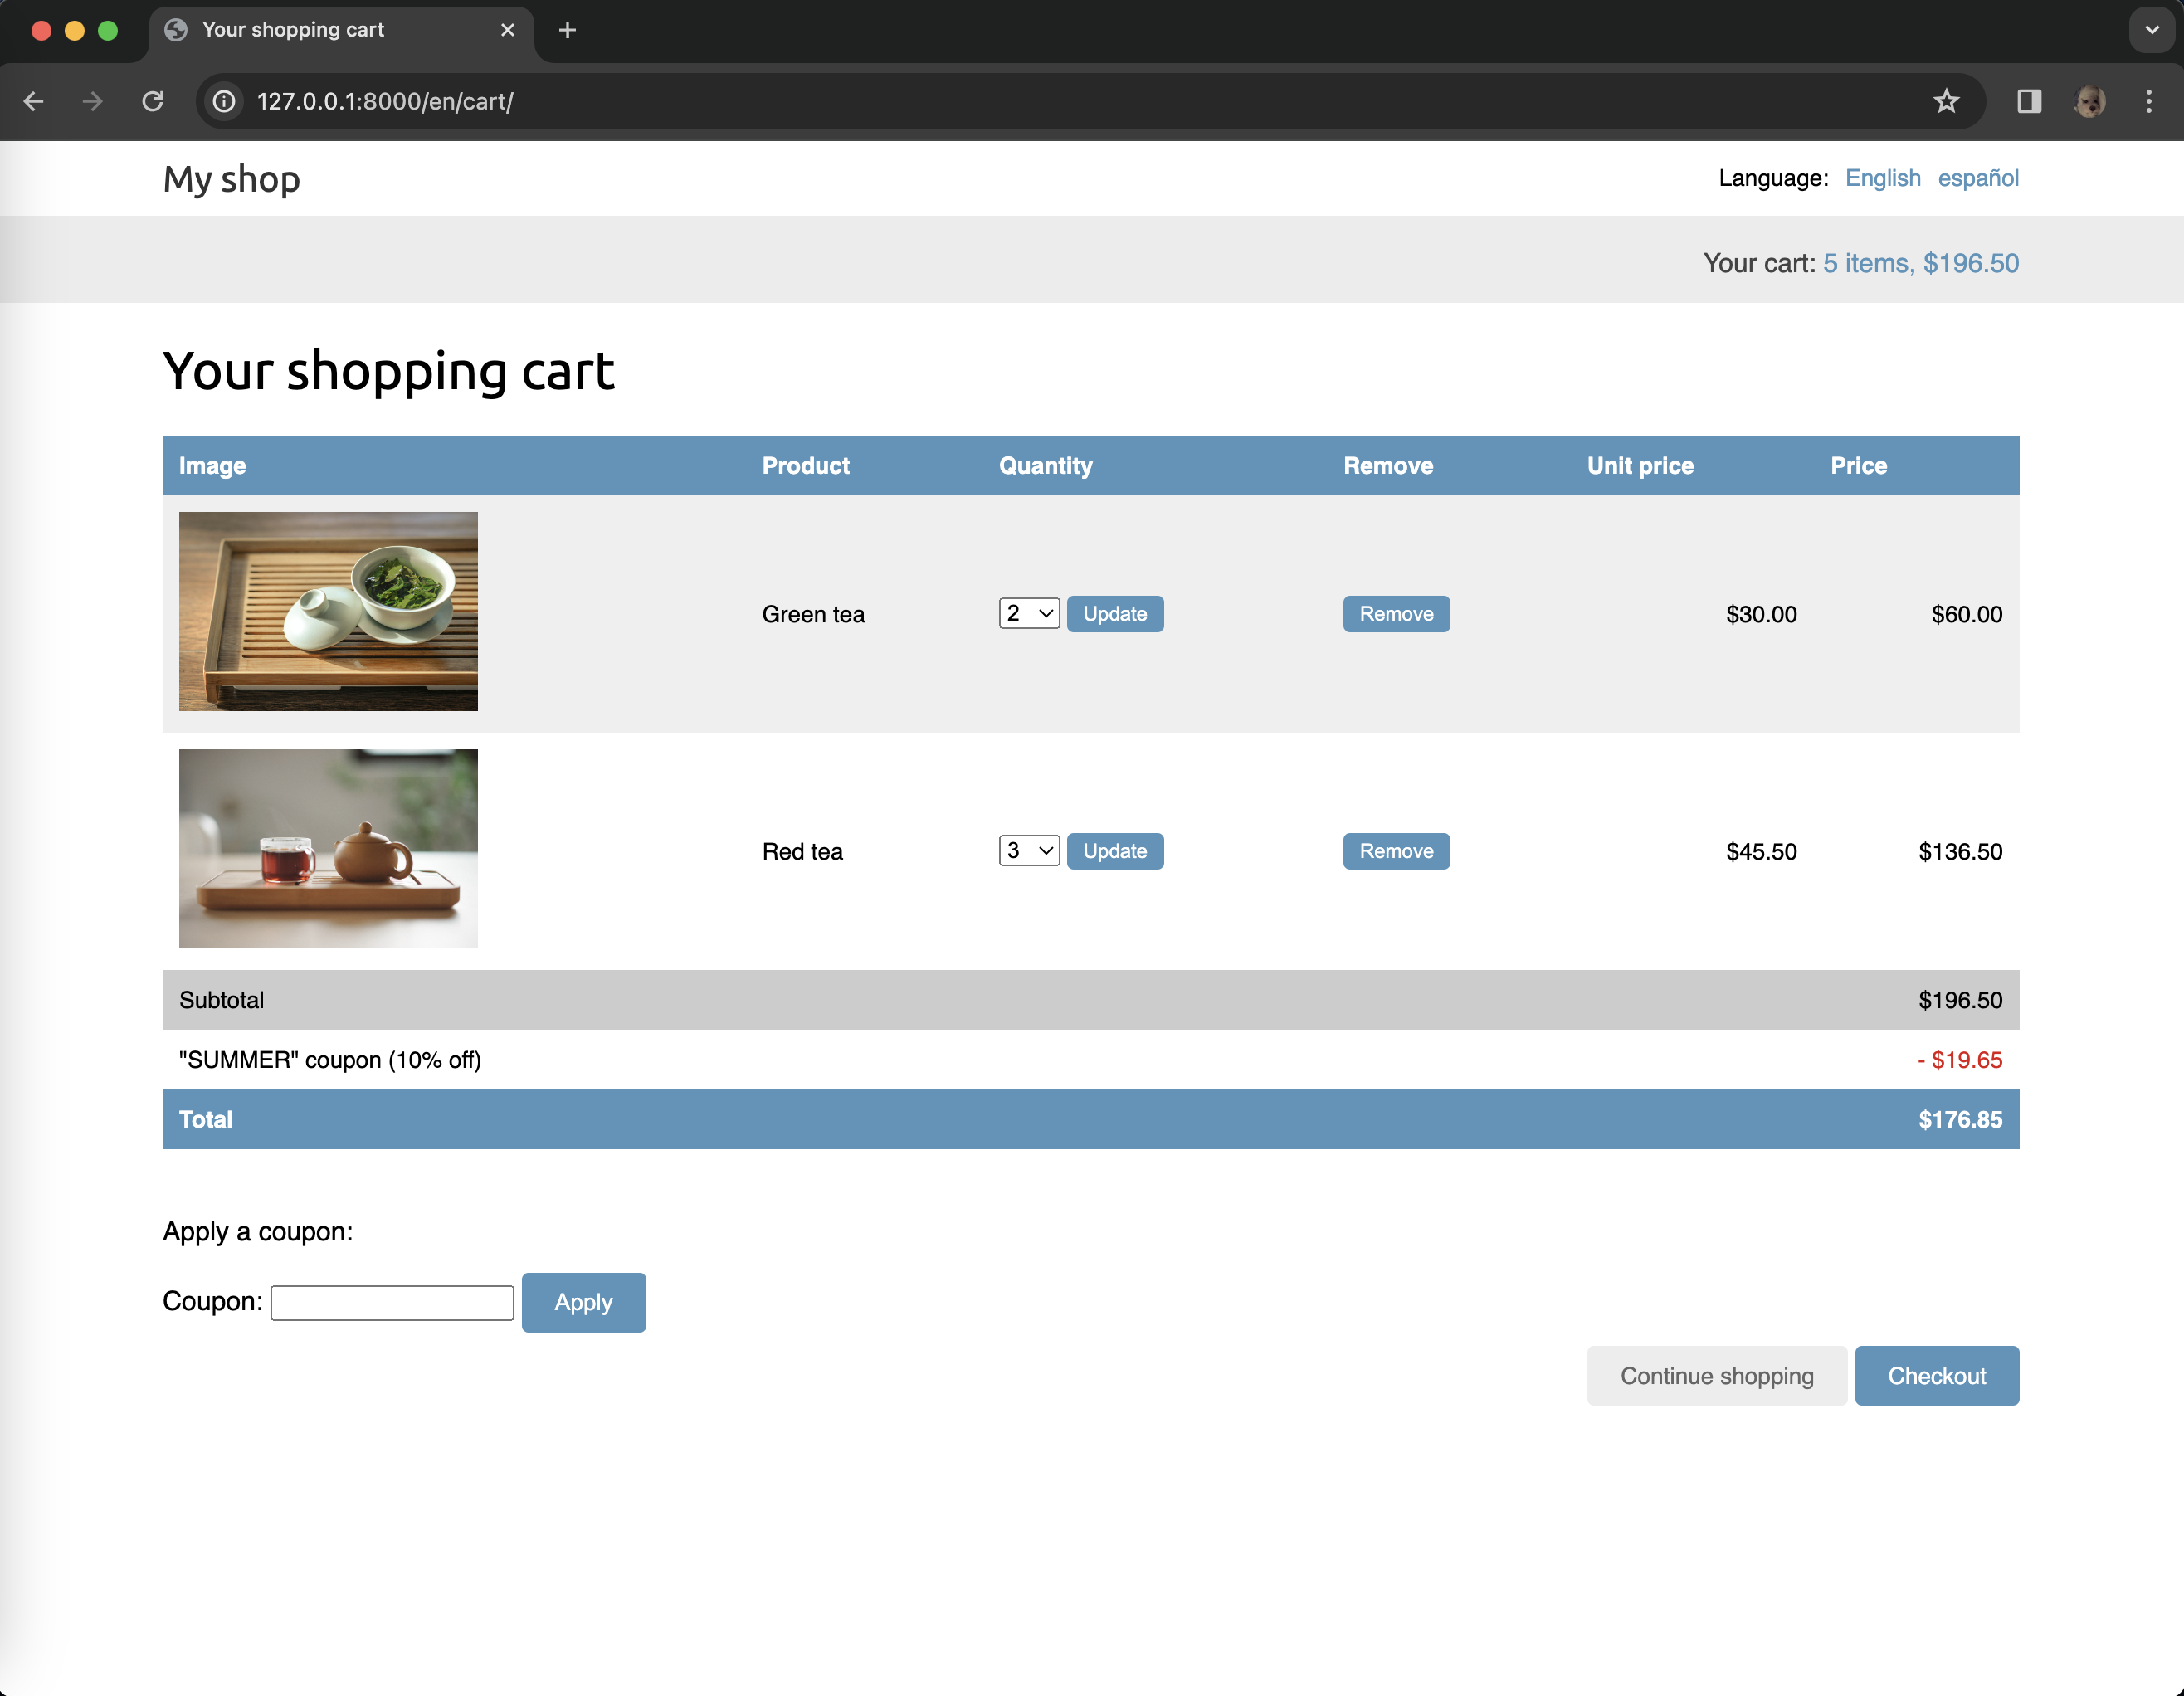 Your shopping cart
127.0.0.1:8000/en/cart/
My shop
Language: English español
Your cart: 5 items, $196.50
Your shopping cart
Image Product Quantity Remove Unit price Price
Green tea 2 Update Remove $30.00 $60.00
Red tea 3 Update Remove $45.50 $136.50
Subtotal $196.50
"SUMMER" coupon (10% off) - $19.65
Total $176.85
Apply a coupon:
Coupon: Apply
Continue shopping Checkout